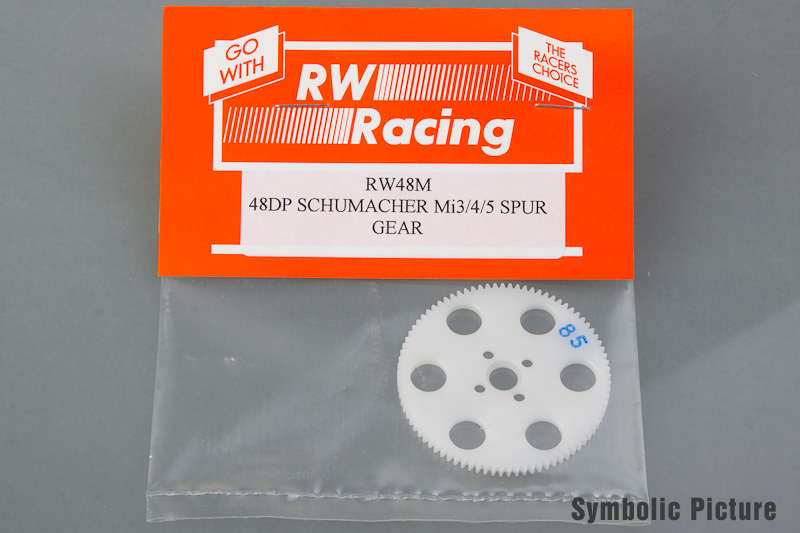 GO
WITH
THE
RACERS
CHOICE
RW
Racing
RW48M
48DP SCHUMACHER Mi3/4/5 SPUR
GEAR
85
Symbolic Picture